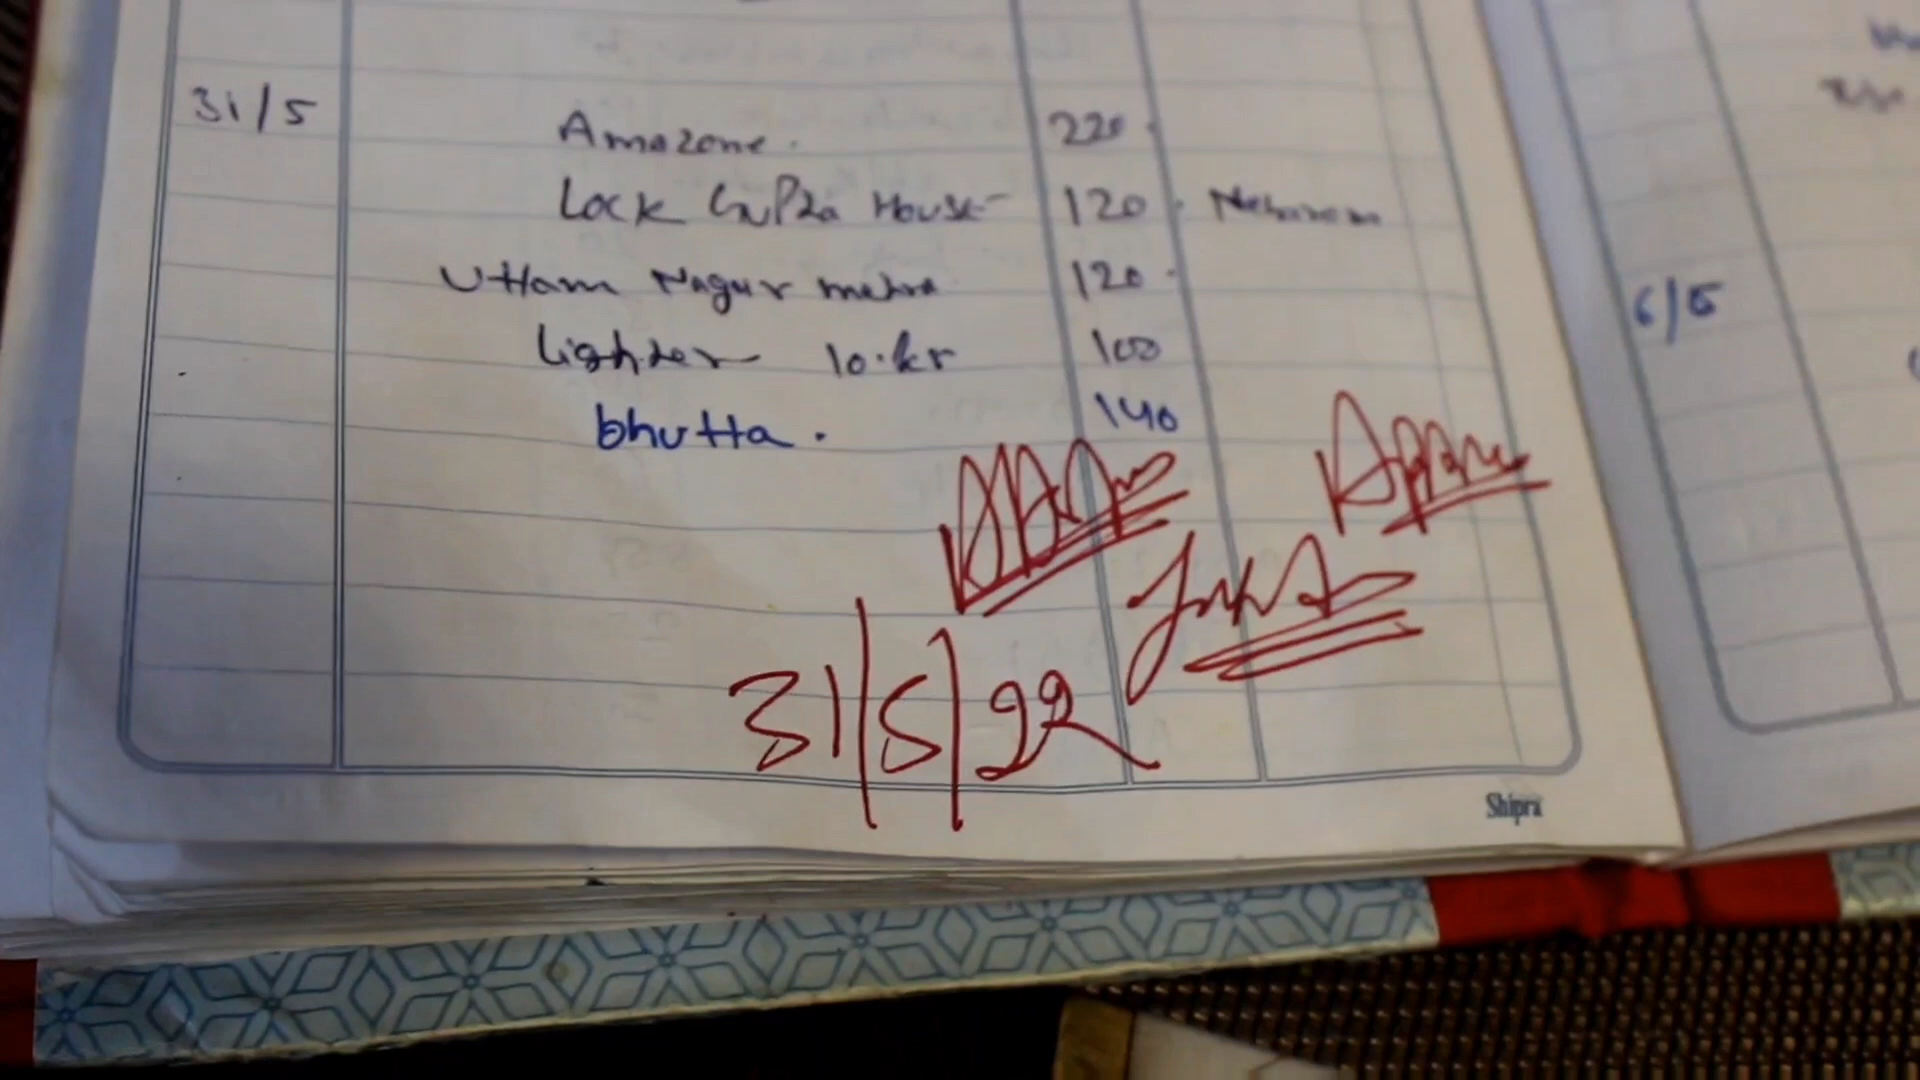 31/5 Amazone. 220
Lock Gupta House 120
Uttam Nagar metro 120
lighter 10.kr 100
bhutta. 140
31/5/22
Shipra
6/5